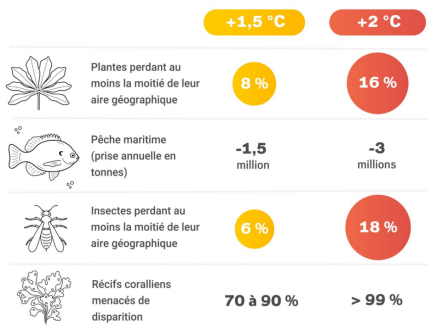 +1,5 °C
+2 °C
Plantes perdant au
moins la moitié de leur
aire géographique
8 %
16 %
Pêche maritime
(prise annuelle en
tonnes)
-1,5
million
-3
millions
Insectes perdant au
moins la moitié de leur
aire géographique
6 %
18 %
Récifs coralliens
menacés de
disparition
70 à 90 %
> 99 %